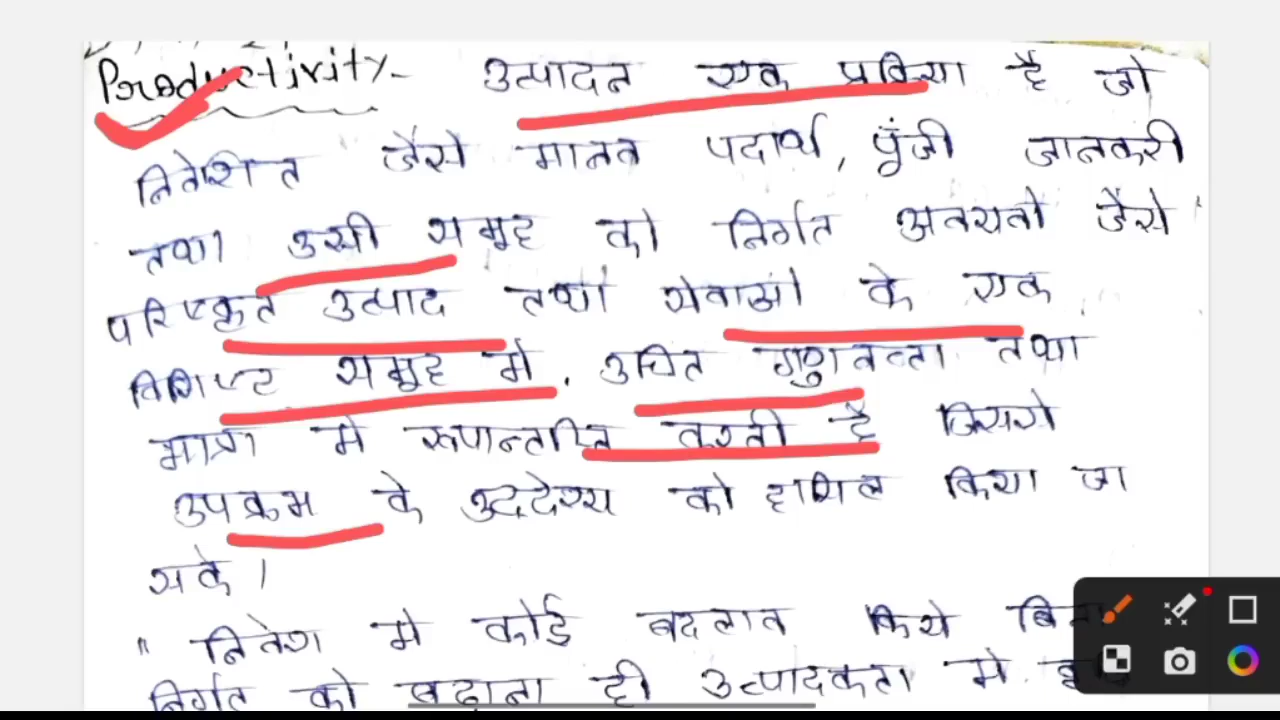 Productivity- उत्पादन एक प्रक्रिया है जो
निवेशित जैसे मानव पदार्थ, पूंजी जानकरी
तथा उसी समूह को निर्गत अवयवो जैसे
परिष्कृत उत्पाद तथा सेवाओ के एक
विशिष्ट समूह मे, उचित गुणवत्ता तथा
मात्रा मे रूपान्तरित करती है जिससे
उपक्रम के उद्देश्य को हासिल किया जा
सके।
" निवेश मे कोई बदलाव किये बिना
निर्गत को बढ़ाना ही उत्पादकता मे